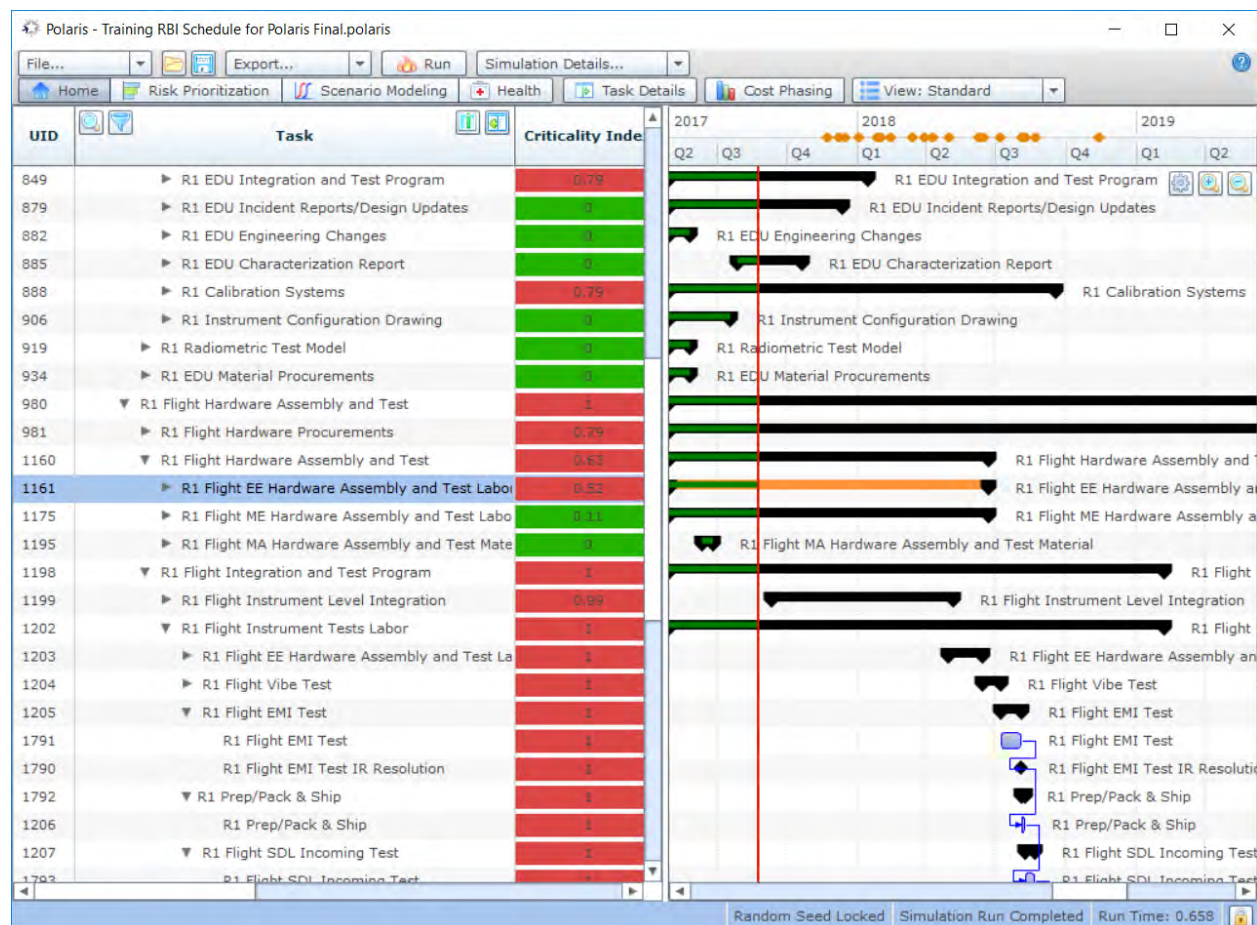 Polaris - Training RBI Schedule for Polaris Final.polaris
File... Export... Run Simulation Details...
Home Risk Prioritization Scenario Modeling Health Task Details Cost Phasing View: Standard
UID Task Criticality Inde
2017 2018 2019
Q2 Q3 Q4 Q1 Q2 Q3 Q4 Q1 Q2
849 R1 EDU Integration and Test Program 0.79 R1 EDU Integration and Test Program
879 R1 EDU Incident Reports/Design Updates 0 R1 EDU Incident Reports/Design Updates
882 R1 EDU Engineering Changes 0 R1 EDU Engineering Changes
885 R1 EDU Characterization Report 0 R1 EDU Characterization Report
888 R1 Calibration Systems 0.79 R1 Calibration Systems
906 R1 Instrument Configuration Drawing 0 R1 Instrument Configuration Drawing
919 R1 Radiometric Test Model 0 R1 Radiometric Test Model
934 R1 EDU Material Procurements 0 R1 EDU Material Procurements
980 R1 Flight Hardware Assembly and Test 1
981 R1 Flight Hardware Procurements 0.79
1160 R1 Flight Hardware Assembly and Test 0.63 R1 Flight Hardware Assembly and T
1161 R1 Flight EE Hardware Assembly and Test Labor 0.52 R1 Flight EE Hardware Assembly a
1175 R1 Flight ME Hardware Assembly and Test Labo 0.11 R1 Flight ME Hardware Assembly a
1195 R1 Flight MA Hardware Assembly and Test Mate 0 R1 Flight MA Hardware Assembly and Test Material
1198 R1 Flight Integration and Test Program 1 R1 Flight
1199 R1 Flight Instrument Level Integration 0.99 R1 Flight Instrument Level Integration
1202 R1 Flight Instrument Tests Labor 1 R1 Flight
1203 R1 Flight EE Hardware Assembly and Test La 1 R1 Flight EE Hardware Assembly an
1204 R1 Flight Vibe Test 1 R1 Flight Vibe Test
1205 R1 Flight EMI Test 1 R1 Flight EMI Test
1791 R1 Flight EMI Test 1 R1 Flight EMI Test
1790 R1 Flight EMI Test IR Resolution 1 R1 Flight EMI Test IR Resolutio
1792 R1 Prep/Pack & Ship 1 R1 Prep/Pack & Ship
1206 R1 Prep/Pack & Ship 1 R1 Prep/Pack & Ship
1207 R1 Flight SDL Incoming Test 1 R1 Flight SDL Incoming Test
1793 R1 Flight SDL Incoming Test 1 R1 Flight SDL Incoming Test
Random Seed Locked Simulation Run Completed Run Time: 0.658